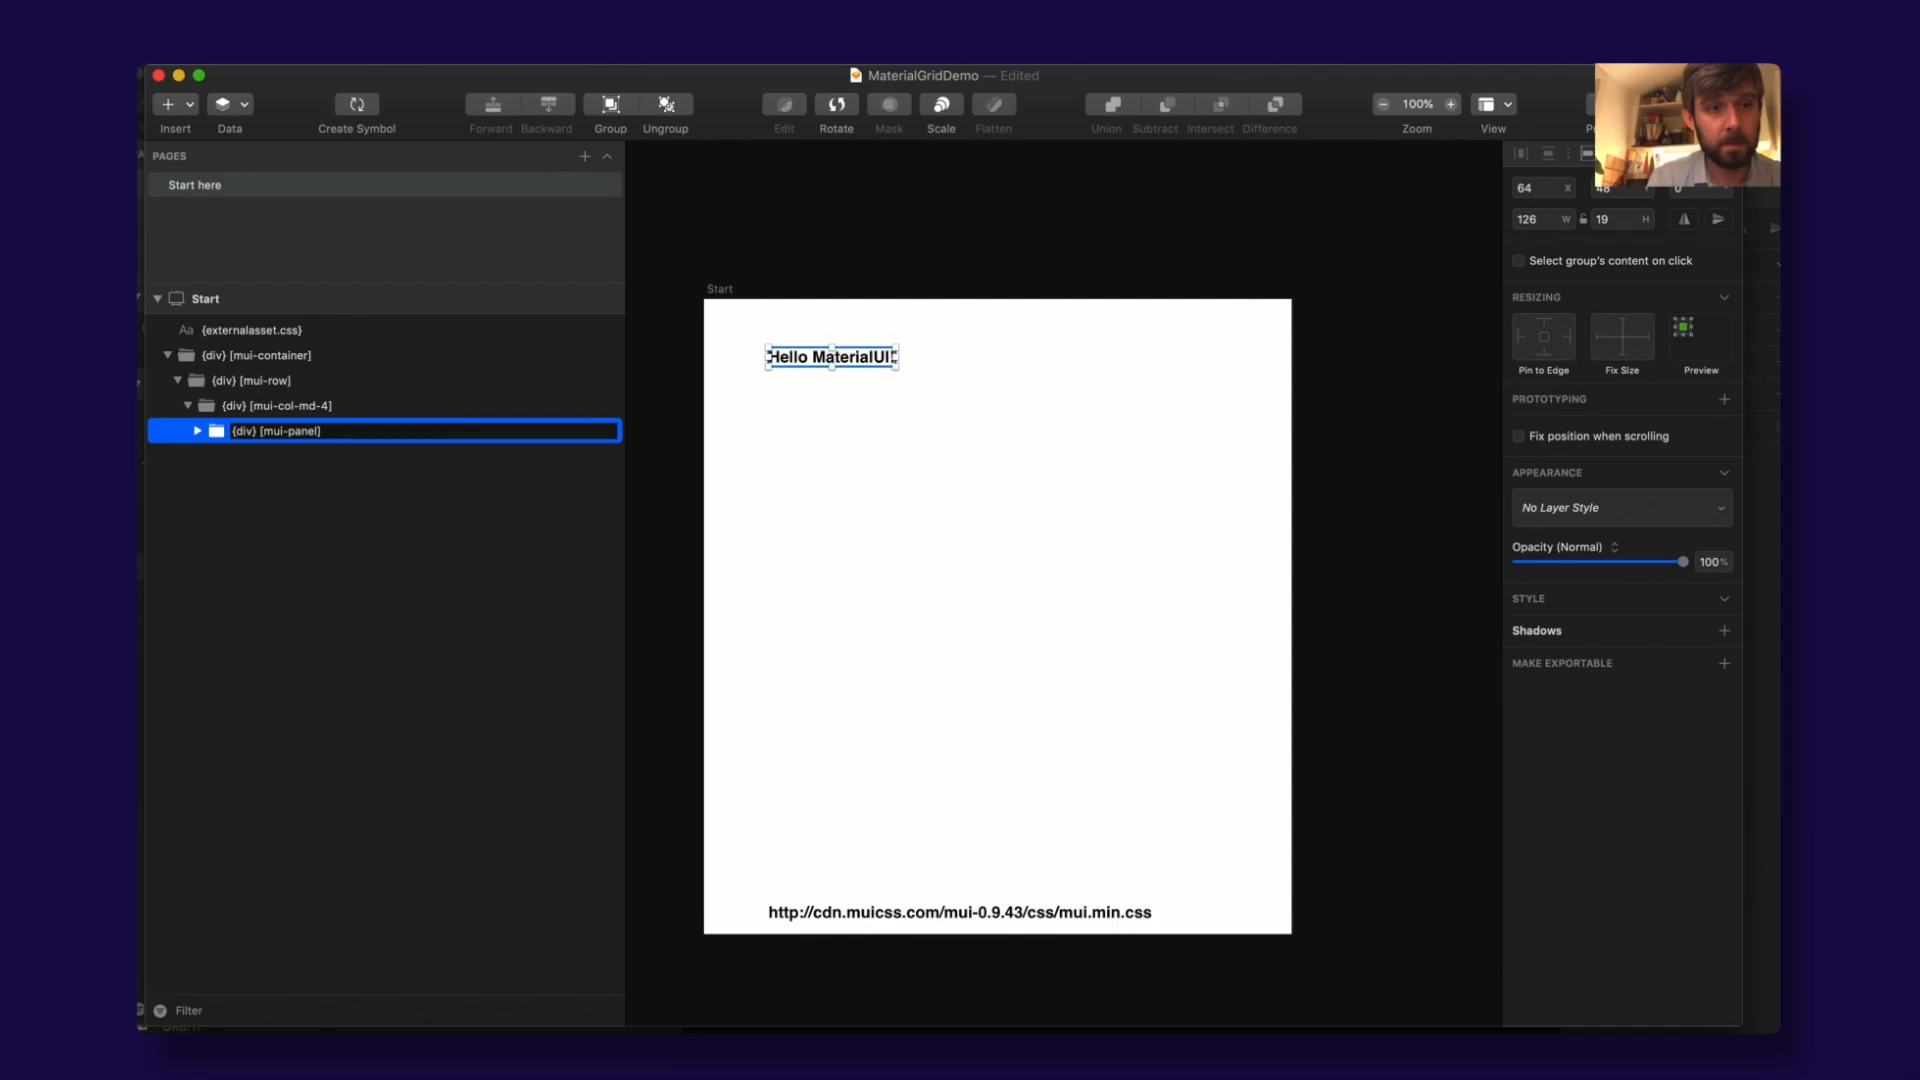 MaterialGridDemo — Edited
Insert
Data
Create Symbol
Forward
Backward
Group
Ungroup
Edit
Rotate
Mask
Scale
Flatten
Union
Subtract
Intersect
Difference
100%
Zoom
View
PAGES
Start here
Start
Aa {externalasset.css}
{div} [mui-container]
{div} [mui-row]
{div} [mui-col-md-4]
{div} [mui-panel]
Filter
Start
Hello MaterialUI!
http://cdn.muicss.com/mui-0.9.43/css/mui.min.css
64 X
48
0
126 W
19 H
Select group's content on click
RESIZING
Pin to Edge
Fix Size
Preview
PROTOTYPING
Fix position when scrolling
APPEARANCE
No Layer Style
Opacity (Normal)
100%
STYLE
Shadows
MAKE EXPORTABLE